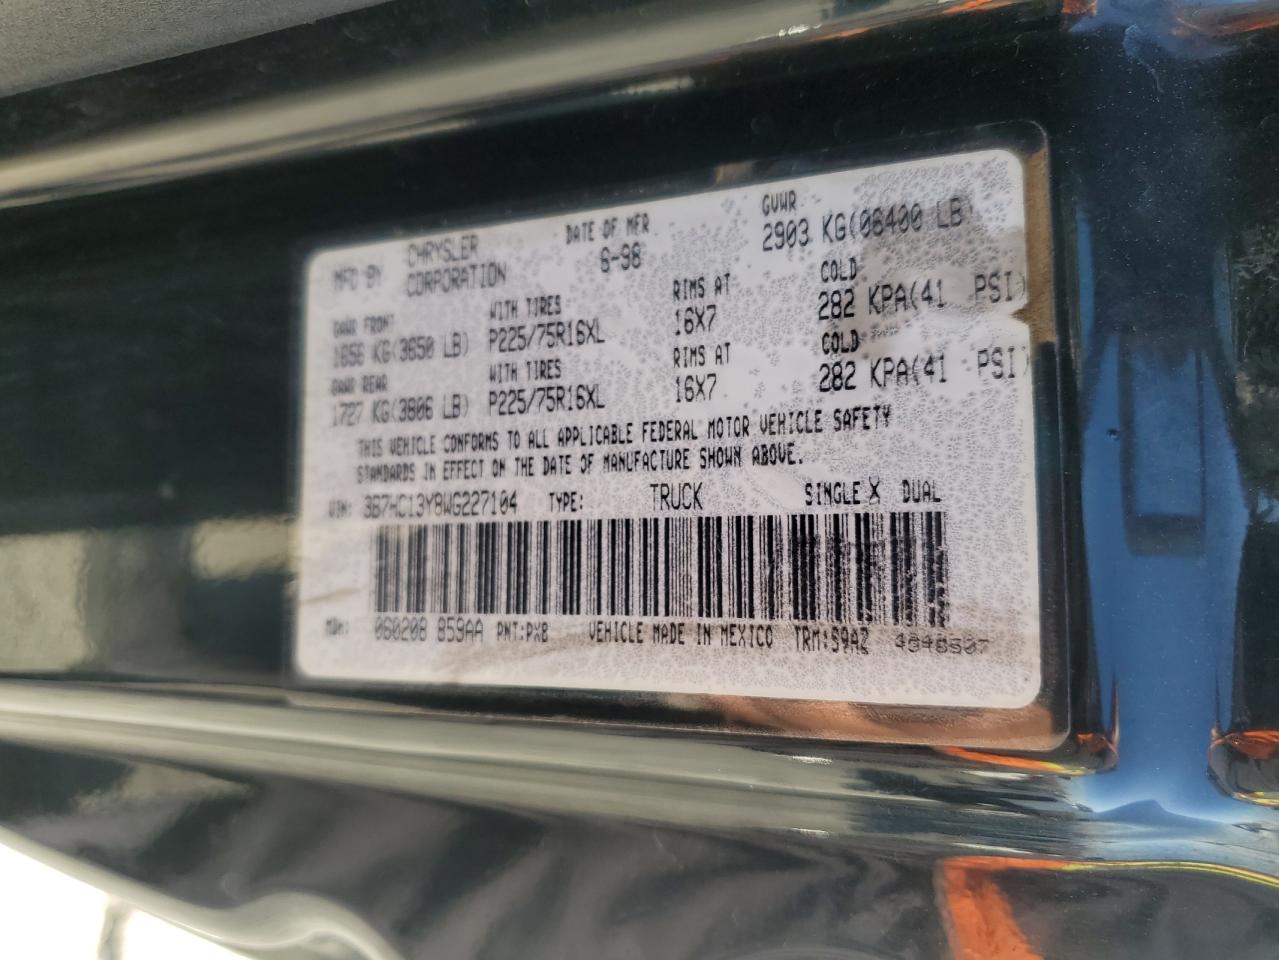 MFD BY CHRYSLER CORPORATION DATE OF MFR 6-98 GVWR 2903 KG(06400 LB)
GAWR FRONT WITH TIRES RIMS AT COLD
1656 KG(3650 LB) P225/75R16XL 16X7 282 KPA(41 PSI)
GAWR REAR WITH TIRES RIMS AT COLD
1727 KG(3806 LB) P225/75R16XL 16X7 282 KPA(41 PSI)
THIS VEHICLE CONFORMS TO ALL APPLICABLE FEDERAL MOTOR VEHICLE SAFETY
STANDARDS IN EFFECT ON THE DATE OF MANUFACTURE SHOWN ABOVE.
VIN: 3B7HC13Y8WG227104 TYPE: TRUCK SINGLE X DUAL
MDH: 060208 859AA PNT:PX8 VEHICLE MADE IN MEXICO TRM:S9AZ